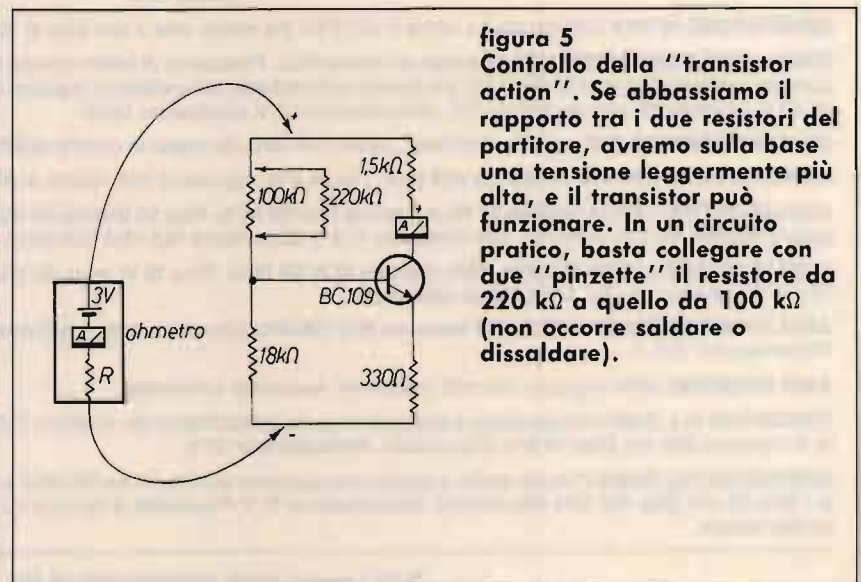 figura 5
Controllo della ''transistor
action''. Se abbassiamo il
rapporto tra i due resistori del
partitore, avremo sulla base
una tensione leggermente più
alta, e il transistor può
funzionare. In un circuito
pratico, basta collegare con
due ''pinzette'' il resistore da
220 kΩ a quello da 100 kΩ
(non occorre saldare o
dissaldare).
+
1,5kΩ
100kΩ
220kΩ
+
A
BC109
3V
A
ohmetro
R
18kΩ
330Ω
-